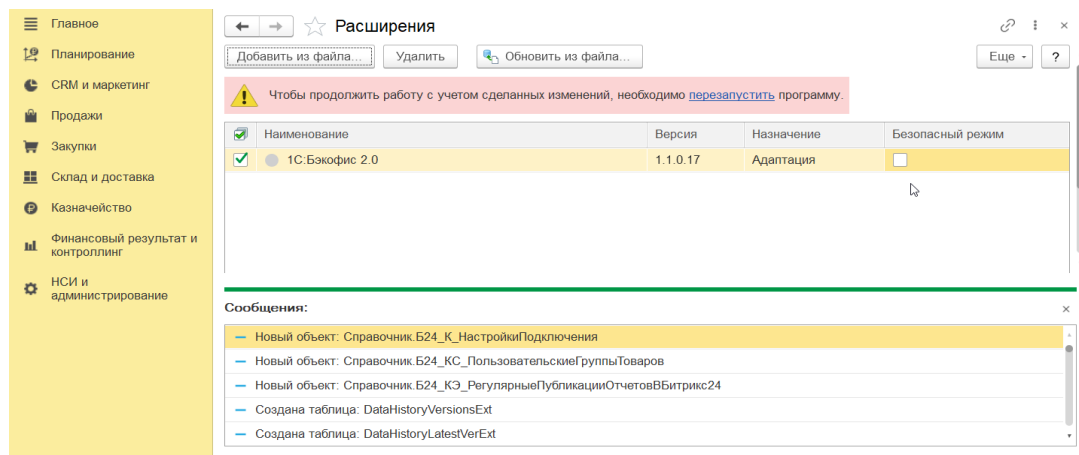 Главное
Планирование
CRM и маркетинг
Продажи
Закупки
Склад и доставка
Казначейство
Финансовый результат и
контроллинг
НСИ и
администрирование
Расширения
Добавить из файла...
Удалить
Обновить из файла...
Еще
?
Чтобы продолжить работу с учетом сделанных изменений, необходимо перезапустить программу.
Наименование Версия Назначение Безопасный режим
1С:Бэкофис 2.0 1.1.0.17 Адаптация
Сообщения:
Новый объект: Справочник.Б24_К_НастройкиПодключения
Новый объект: Справочник.Б24_КС_ПользовательскиеГруппыТоваров
Новый объект: Справочник.Б24_КЭ_РегулярныеПубликацииОтчетовВБитрикс24
Создана таблица: DataHistoryVersionsExt
Создана таблица: DataHistoryLatestVerExt